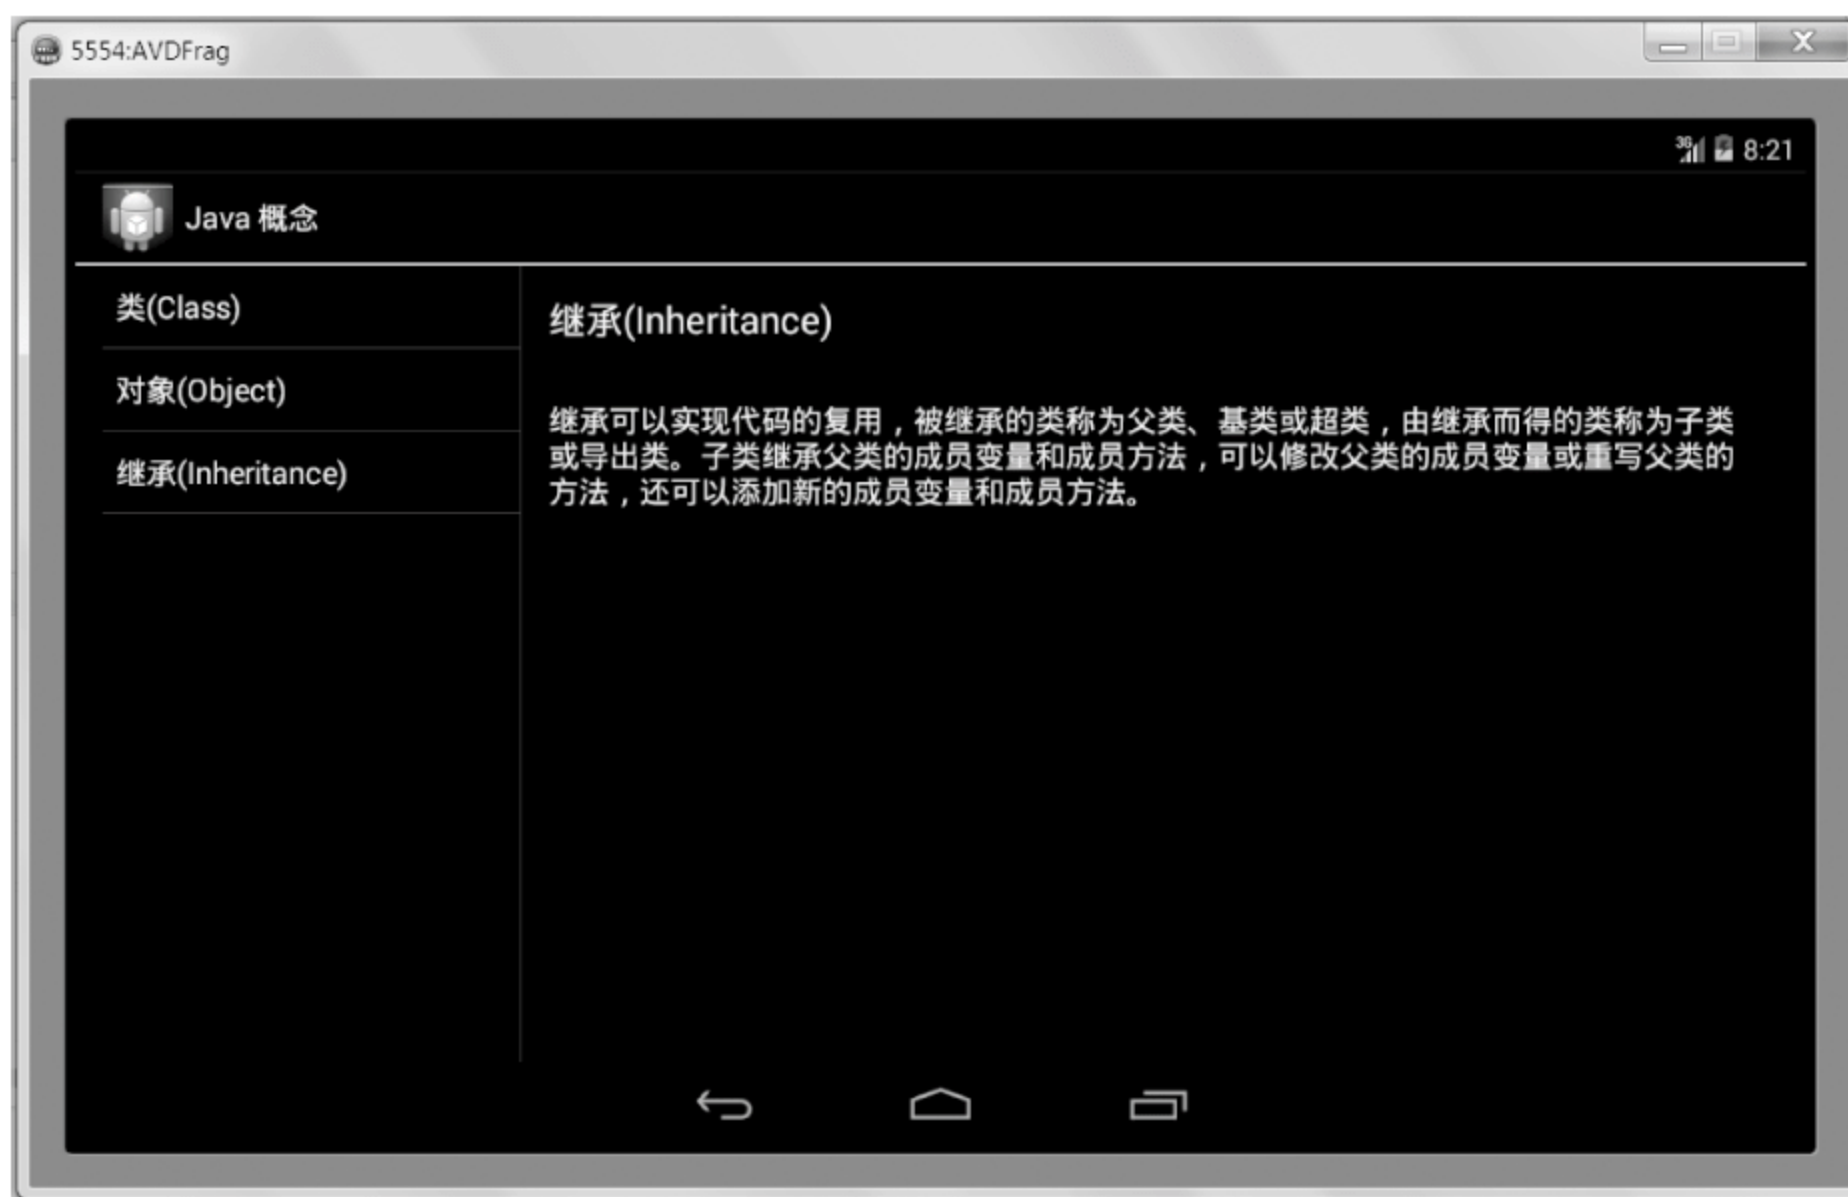 5554:AVDFrag
3G 8:21
Java 概念
类(Class)
对象(Object)
继承(Inheritance)
继承(Inheritance)
继承可以实现代码的复用，被继承的类称为父类、基类或超类，由继承而得的类称为子类
或导出类。子类继承父类的成员变量和成员方法，可以修改父类的成员变量或重写父类的
方法，还可以添加新的成员变量和成员方法。